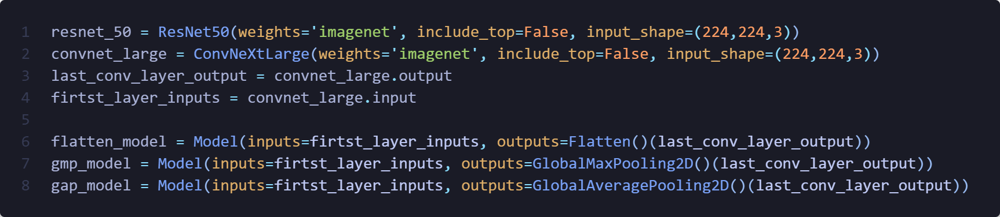 1 resnet_50 = ResNet50(weights='imagenet', include_top=False, input_shape=(224,224,3))
2 convnet_large = ConvNeXtLarge(weights='imagenet', include_top=False, input_shape=(224,224,3))
3 last_conv_layer_output = convnet_large.output
4 firtst_layer_inputs = convnet_large.input
5
6 flatten_model = Model(inputs=firtst_layer_inputs, outputs=Flatten()(last_conv_layer_output))
7 gmp_model = Model(inputs=firtst_layer_inputs, outputs=GlobalMaxPooling2D()(last_conv_layer_output))
8 gap_model = Model(inputs=firtst_layer_inputs, outputs=GlobalAveragePooling2D()(last_conv_layer_output))